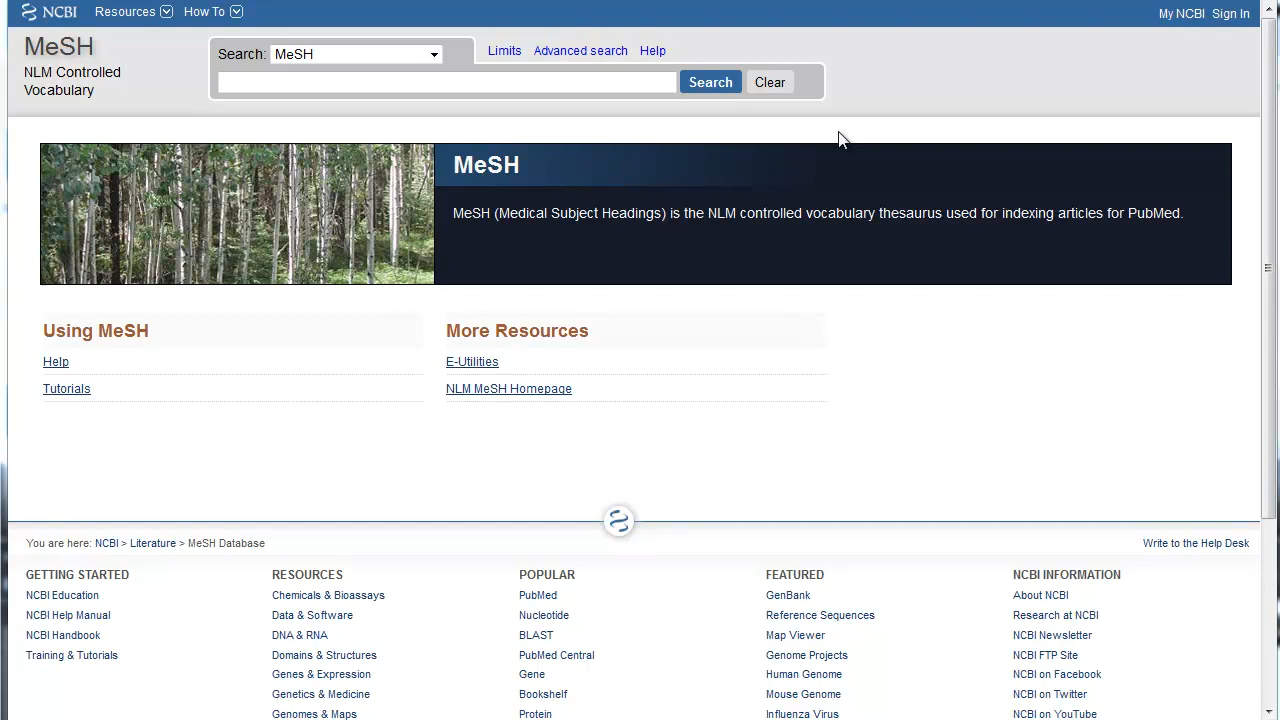 NCBI Resources How To My NCBI Sign In
MeSH
NLM Controlled
Vocabulary
Search: MeSH Limits Advanced search Help
Search Clear
MeSH
MeSH (Medical Subject Headings) is the NLM controlled vocabulary thesaurus used for indexing articles for PubMed.
Using MeSH
Help
Tutorials
More Resources
E-Utilities
NLM MeSH Homepage
You are here: NCBI > Literature > MeSH Database Write to the Help Desk
GETTING STARTED
NCBI Education
NCBI Help Manual
NCBI Handbook
Training & Tutorials
RESOURCES
Chemicals & Bioassays
Data & Software
DNA & RNA
Domains & Structures
Genes & Expression
Genetics & Medicine
Genomes & Maps
POPULAR
PubMed
Nucleotide
BLAST
PubMed Central
Gene
Bookshelf
Protein
FEATURED
GenBank
Reference Sequences
Map Viewer
Genome Projects
Human Genome
Mouse Genome
Influenza Virus
NCBI INFORMATION
About NCBI
Research at NCBI
NCBI Newsletter
NCBI FTP Site
NCBI on Facebook
NCBI on Twitter
NCBI on YouTube